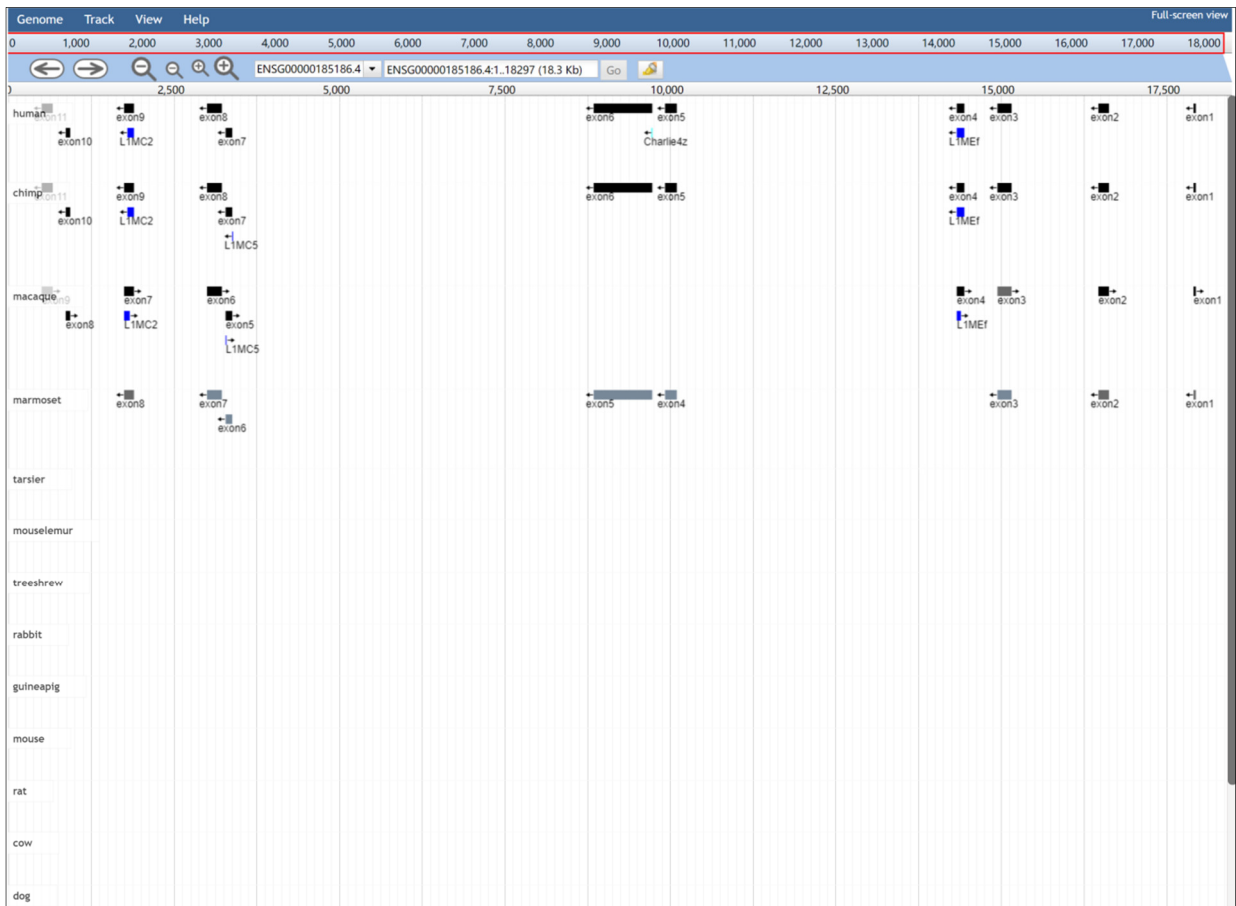 Genome Track View Help Full-screen view
0 1,000 2,000 3,000 4,000 5,000 6,000 7,000 8,000 9,000 10,000 11,000 12,000 13,000 14,000 15,000 16,000 17,000 18,000
ENSG00000185186.4 ENSG00000185186.4:1..18297 (18.3 Kb) Go
2,500 5,000 7,500 10,000 12,500 15,000 17,500
human exon11 exon9 exon8 exon6 exon5 exon4 exon3 exon2 exon1
exon10 L1MC2 exon7 Charlie4z L1MEf
chimp exon11 exon9 exon8 exon6 exon5 exon4 exon3 exon2 exon1
exon10 L1MC2 exon7 L1MEf
L1MC5
macaque exon9 exon7 exon6 exon4 exon3 exon2 exon1
exon8 L1MC2 exon5 L1MEf
L1MC5
marmoset exon8 exon7 exon5 exon4 exon3 exon2 exon1
exon6
tarsier
mouselemur
treeshrew
rabbit
guineapig
mouse
rat
cow
dog